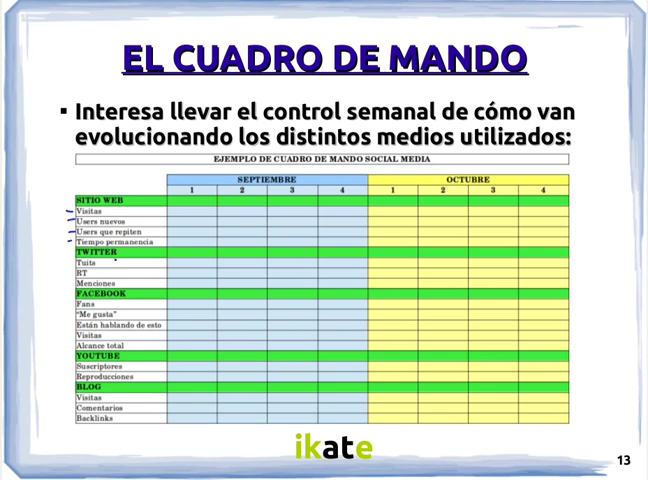 EL CUADRO DE MANDO
▪ Interesa llevar el control semanal de cómo van
evolucionando los distintos medios utilizados:
EJEMPLO DE CUADRO DE MANDO SOCIAL MEDIA
SEPTIEMBRE OCTUBRE
1 2 3 4 1 2 3 4
SITIO WEB
Visitas
Users nuevos
Users que repiten
Tiempo permanencia
TWITTER
Tuits
RT
Menciones
FACEBOOK
Fans
"Me gusta"
Están hablando de esto
Visitas
Alcance total
YOUTUBE
Suscriptores
Reproducciones
BLOG
Visitas
Comentarios
Backlinks
ikate
13